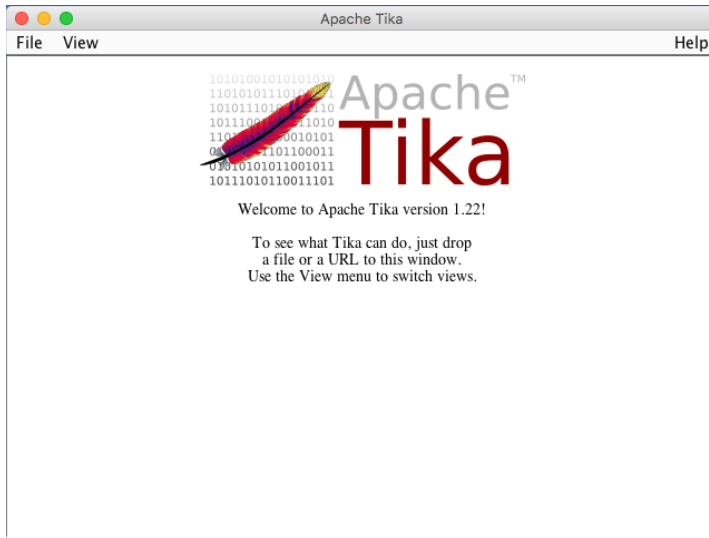 Apache Tika
File View Help
Apache™
Tika
Welcome to Apache Tika version 1.22!
To see what Tika can do, just drop
a file or a URL to this window.
Use the View menu to switch views.